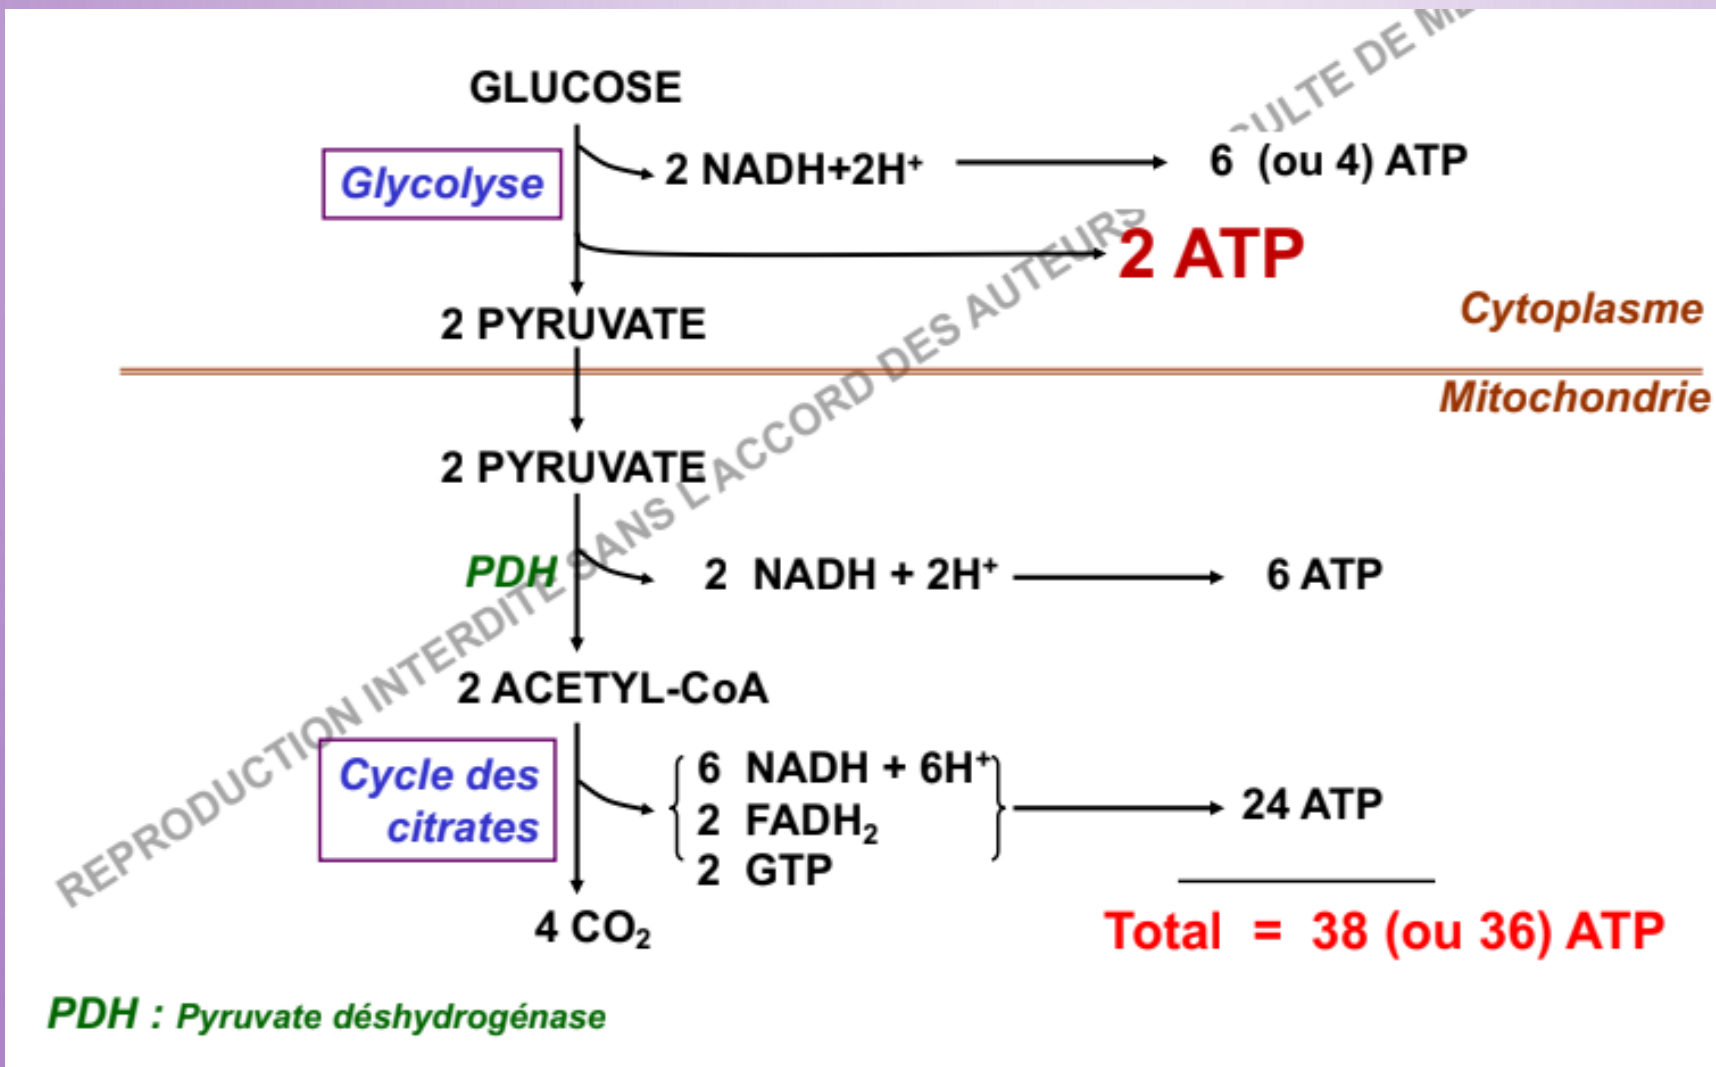 GLUCOSE
Glycolyse
2 NADH+2H⁺
6 (ou 4) ATP
2 ATP
2 PYRUVATE
Cytoplasme
Mitochondrie
2 PYRUVATE
PDH
2 NADH + 2H⁺
6 ATP
2 ACETYL-CoA
Cycle des
citrates
6 NADH + 6H⁺
2 FADH₂
2 GTP
24 ATP
4 CO₂
Total = 38 (ou 36) ATP
PDH : Pyruvate déshydrogénase
REPRODUCTION INTERDITE SANS L'ACCORD DES AUTEURS
DE